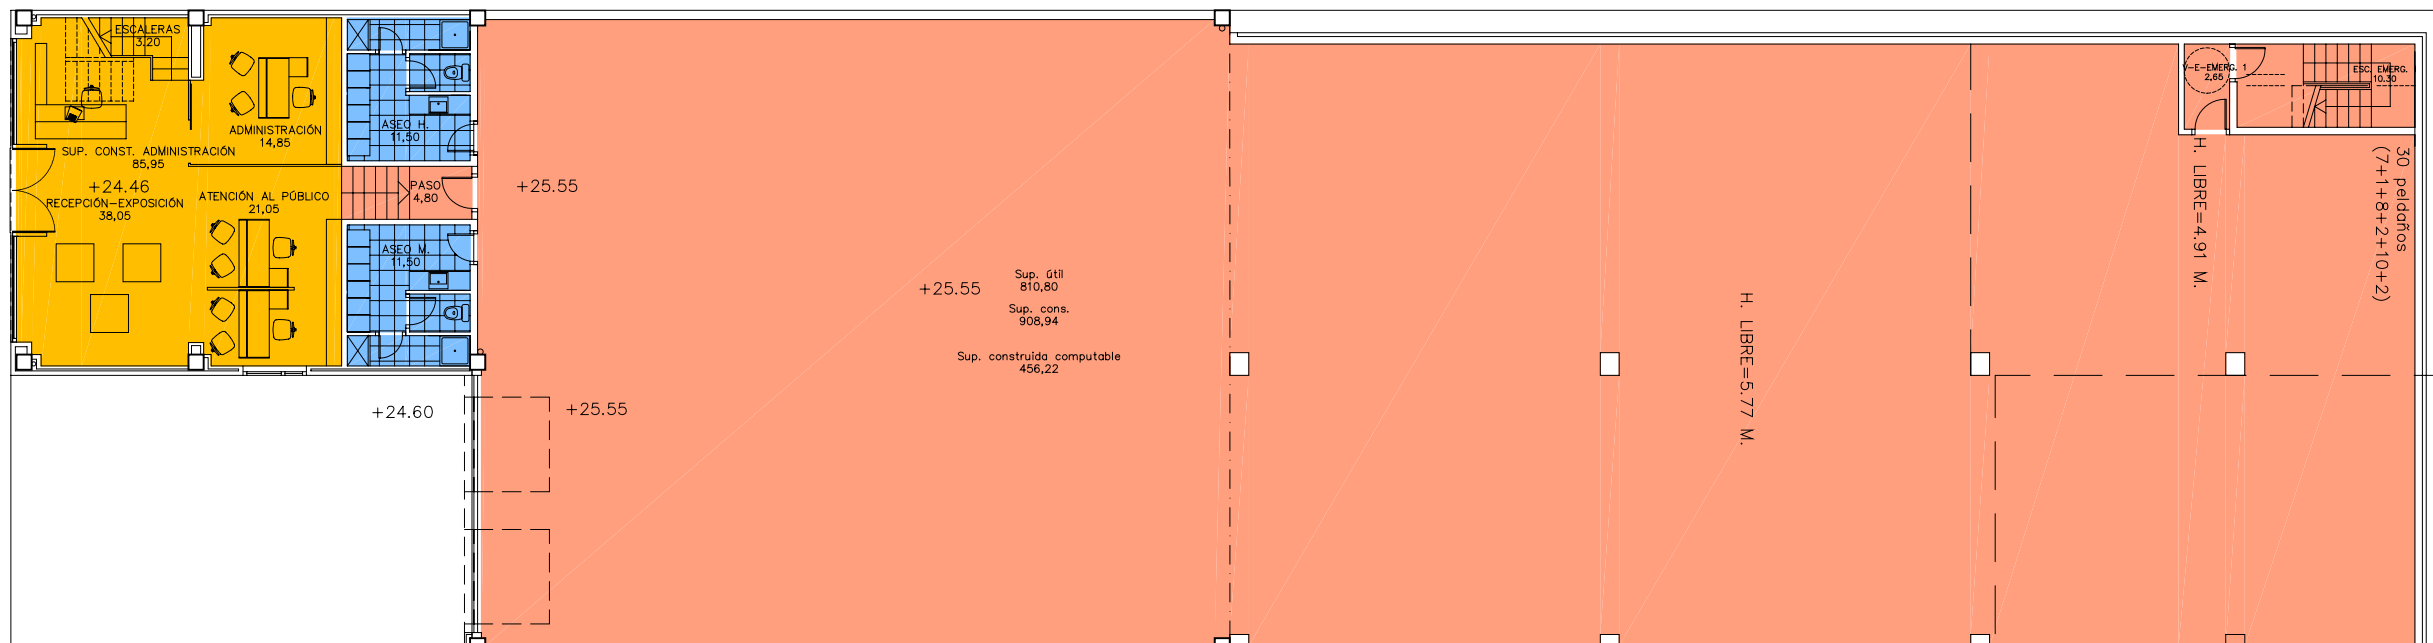 ESCALERAS
3.20
ADMINISTRACIÓN
14,85
SUP. CONST. ADMINISTRACIÓN
85,95
+24.46
RECEPCIÓN-EXPOSICIÓN
38,05
ATENCIÓN AL PÚBLICO
21,05
ASEO H.
11,50
PASO
4,80
ASEO M.
11,50
+25.55
+24.60
+25.55
+25.55
Sup. útil
810,80
Sup. cons.
908,94
Sup. construida computable
456,22
H. LIBRE=5.77 M.
V-E-EMERG. 1
2,65
ESC. EMERG.
10.30
H. LIBRE=4.91 M.
30 peldaños
(7+1+8+2+10+2)